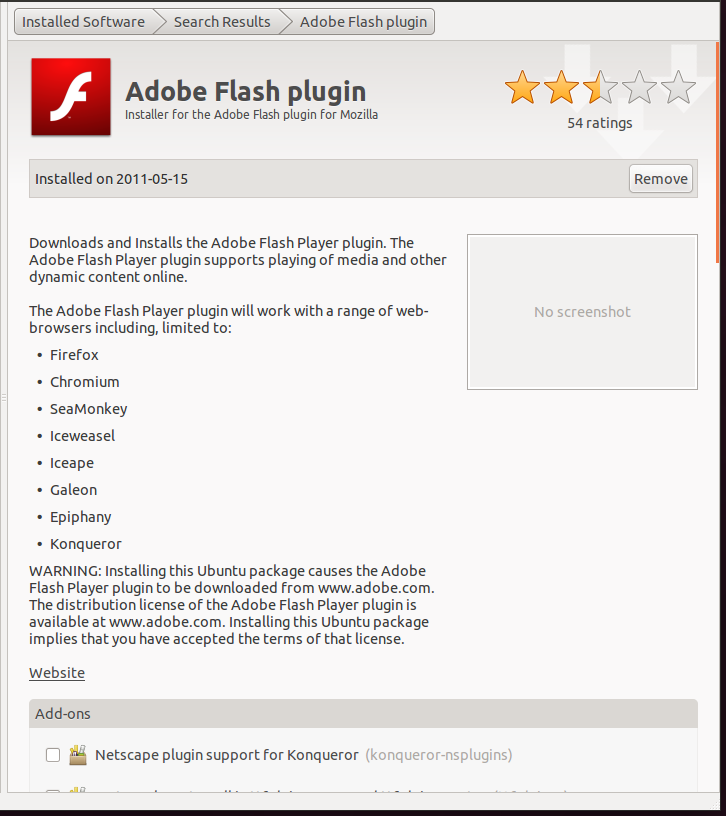 Installed Software
Search Results
Adobe Flash plugin
Adobe Flash plugin
Installer for the Adobe Flash plugin for Mozilla
54 ratings
Installed on 2011-05-15
Remove
Downloads and Installs the Adobe Flash Player plugin. The
Adobe Flash Player plugin supports playing of media and other
dynamic content online.
No screenshot
The Adobe Flash Player plugin will work with a range of web-
browsers including, limited to:
• Firefox
• Chromium
• SeaMonkey
• Iceweasel
• Iceape
• Galeon
• Epiphany
• Konqueror
WARNING: Installing this Ubuntu package causes the Adobe
Flash Player plugin to be downloaded from www.adobe.com.
The distribution license of the Adobe Flash Player plugin is
available at www.adobe.com. Installing this Ubuntu package
implies that you have accepted the terms of that license.
Website
Add-ons
Netscape plugin support for Konqueror (konqueror-nsplugins)